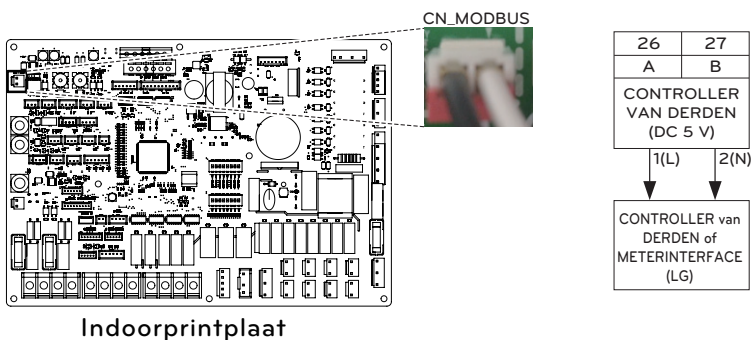 CN_MODBUS
26 27
A B
CONTROLLER
VAN DERDEN
(DC 5 V)
1(L) 2(N)
CONTROLLER van
DERDEN of
METERINTERFACE
(LG)
Indoorprintplaat